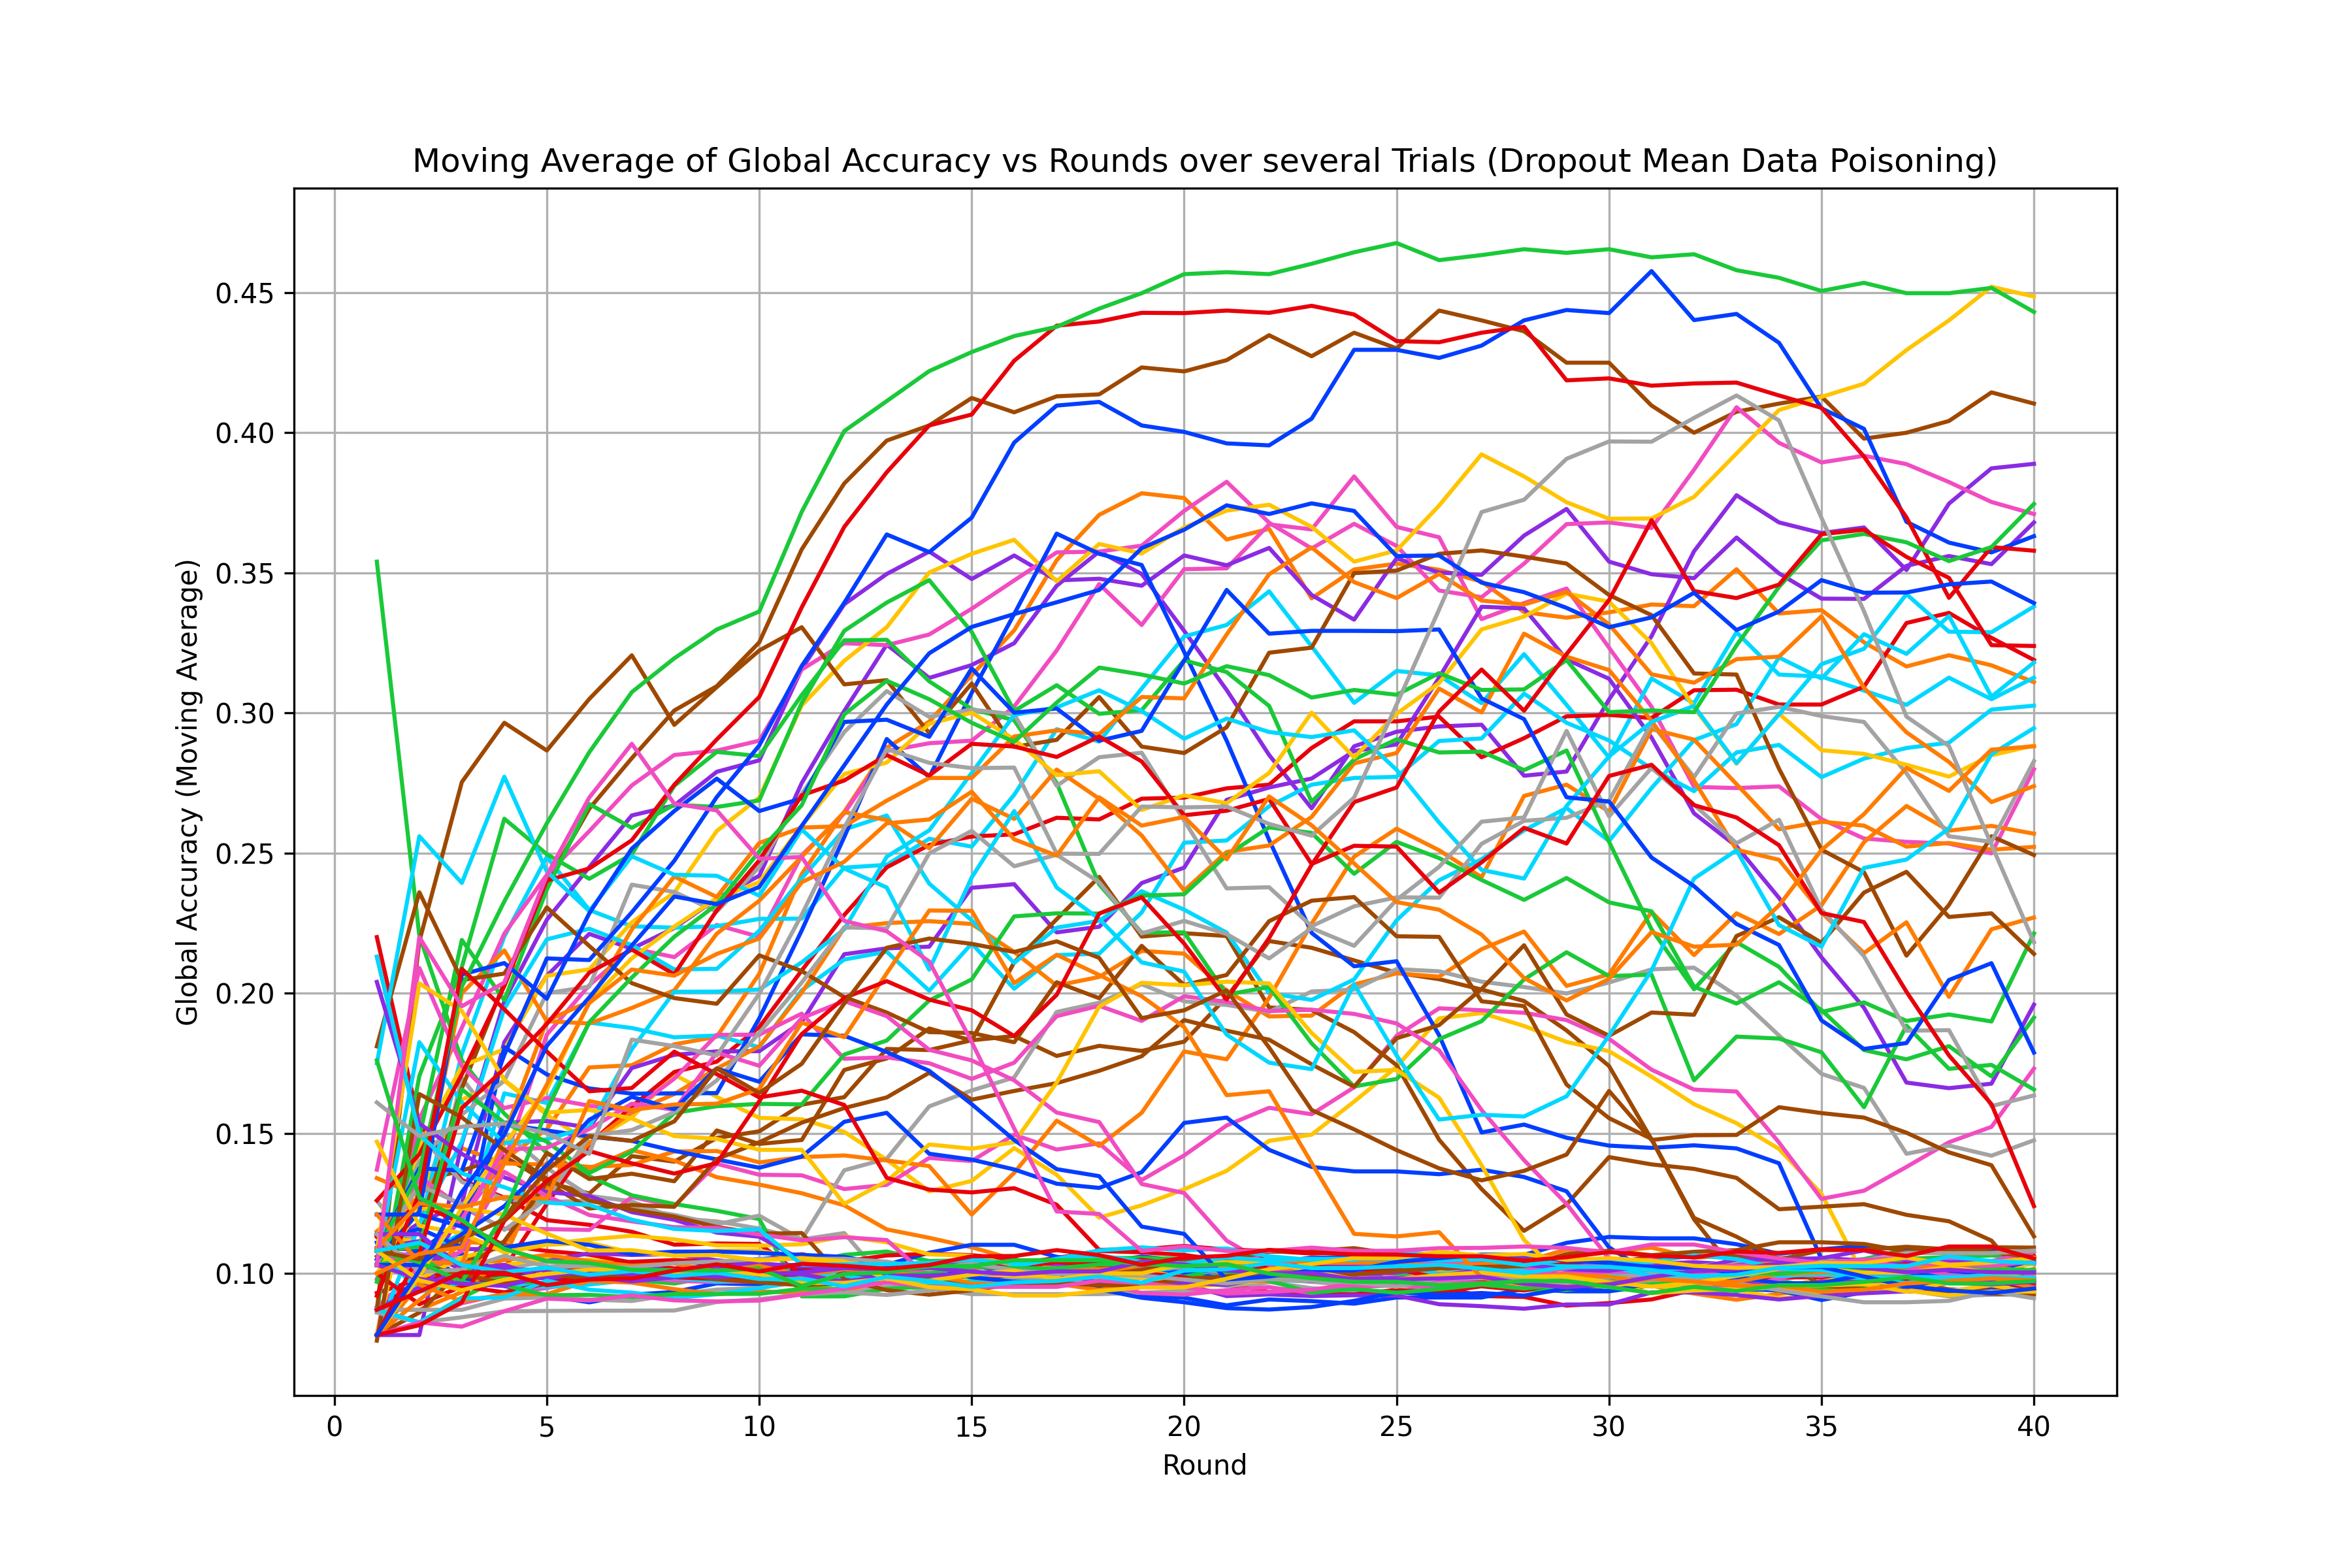 Moving Average of Global Accuracy vs Rounds over several Trials (Dropout Mean Data Poisoning)
Global Accuracy (Moving Average)
0.45
0.40
0.35
0.30
0.25
0.20
0.15
0.10
0 5 10 15 20 25 30 35 40
Round